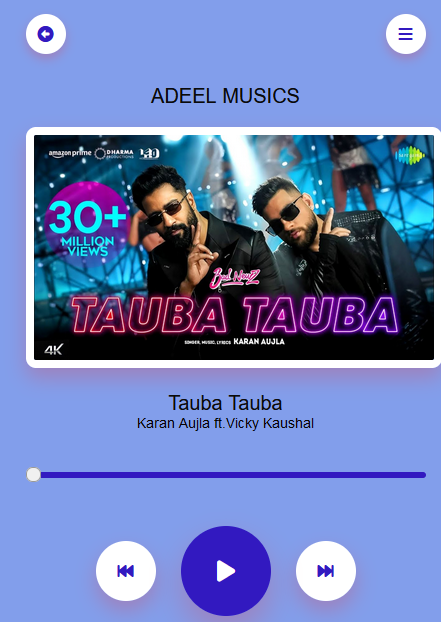 ADEEL MUSICS
amazon prime
DHARMA
PRODUCTIONS
30+
MILLION
VIEWS
Bad Newz
TAUBA TAUBA
SINGER, MUSIC, LYRICS KARAN AUJLA
4K
Tauba Tauba
Karan Aujla ft.Vicky Kaushal